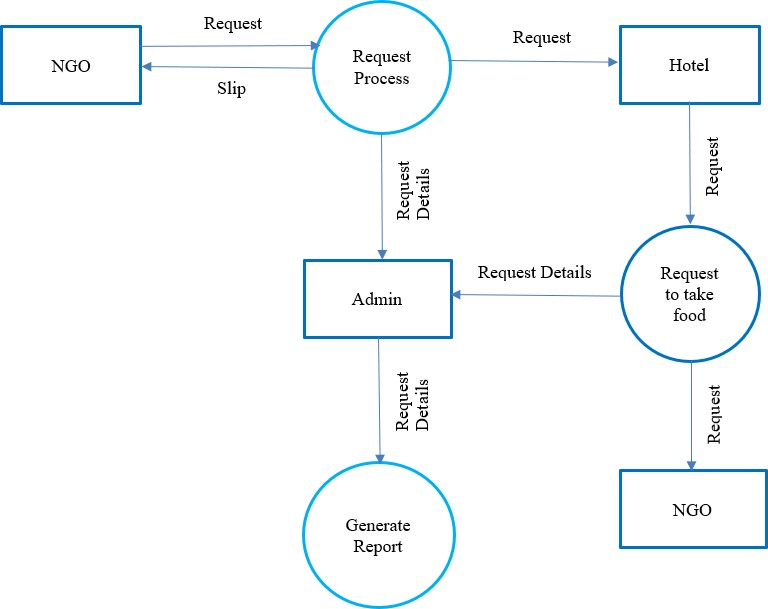 Request
Request
NGO
Request
Process
Hotel
Slip
Request
Details
Request
Request Details
Request
to take
food
Admin
Request
Details
Request
Generate
Report
NGO